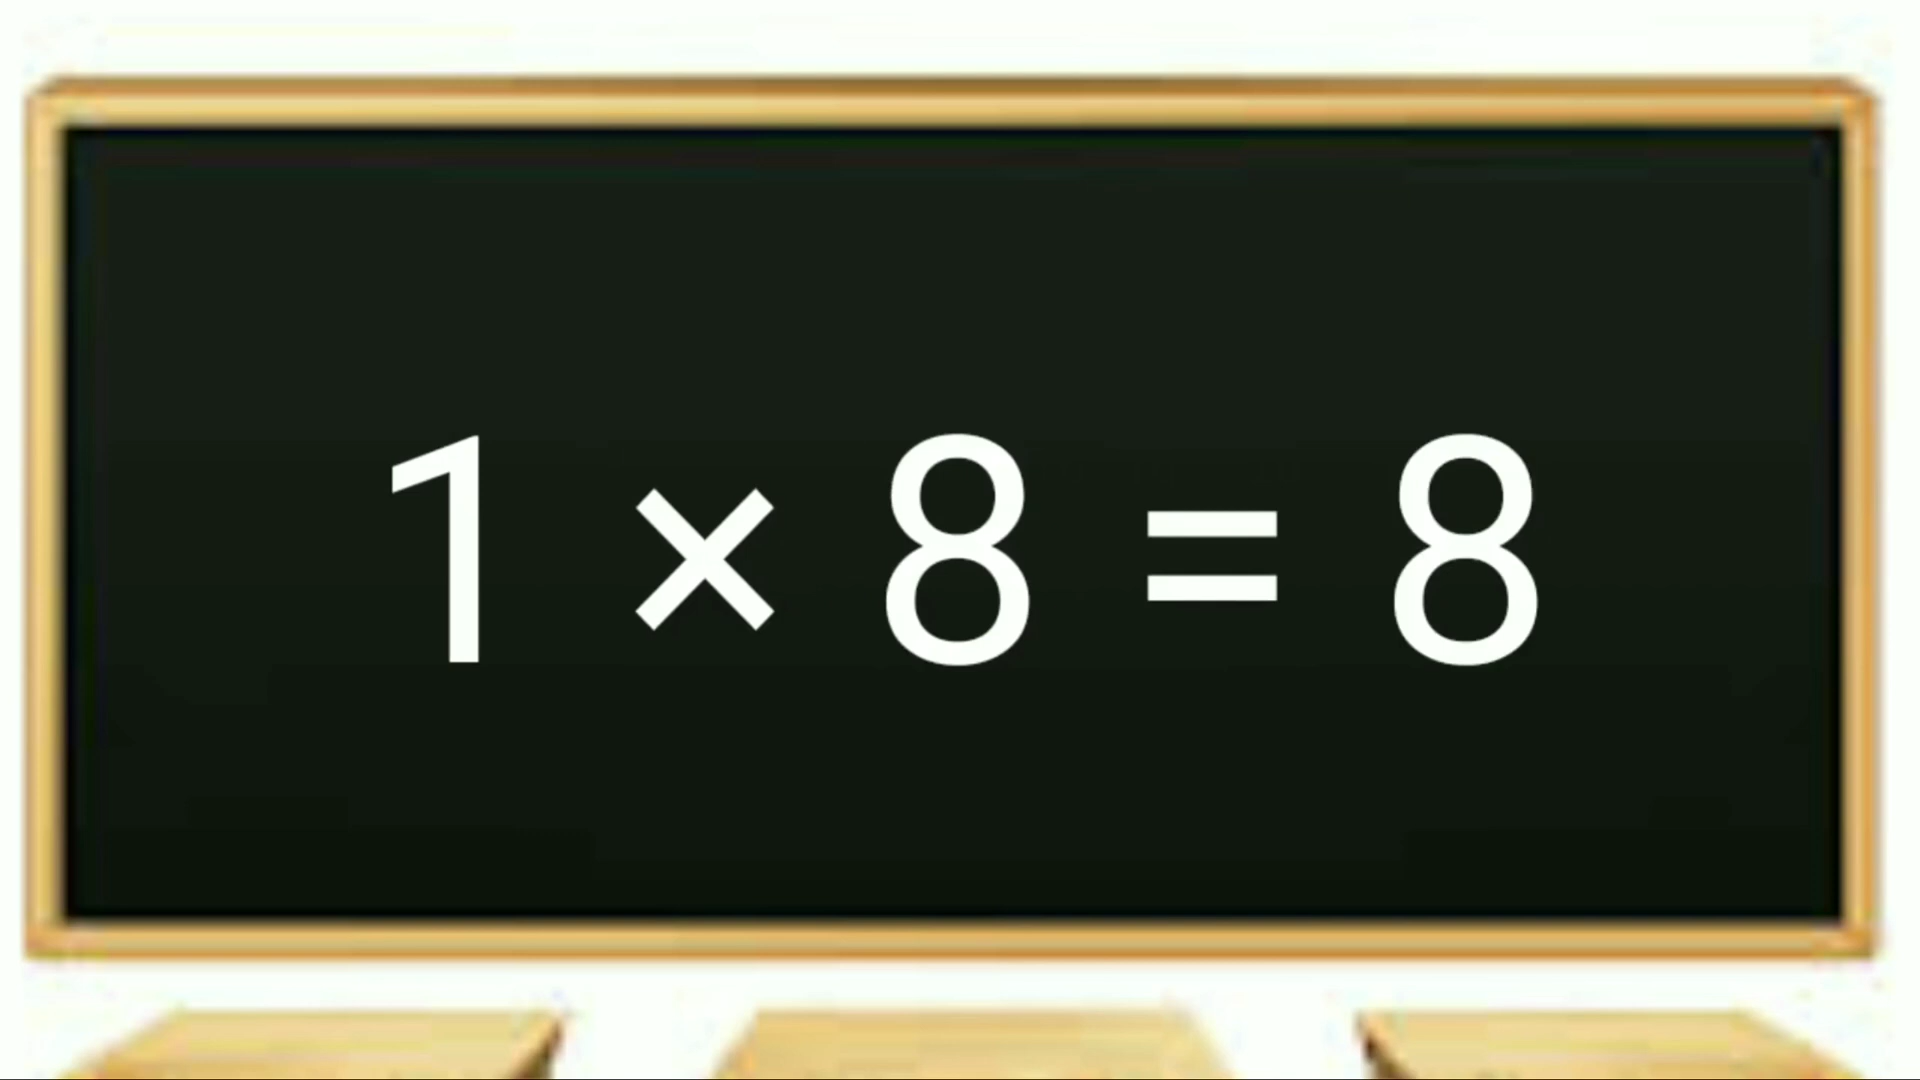 1 × 8 = 8